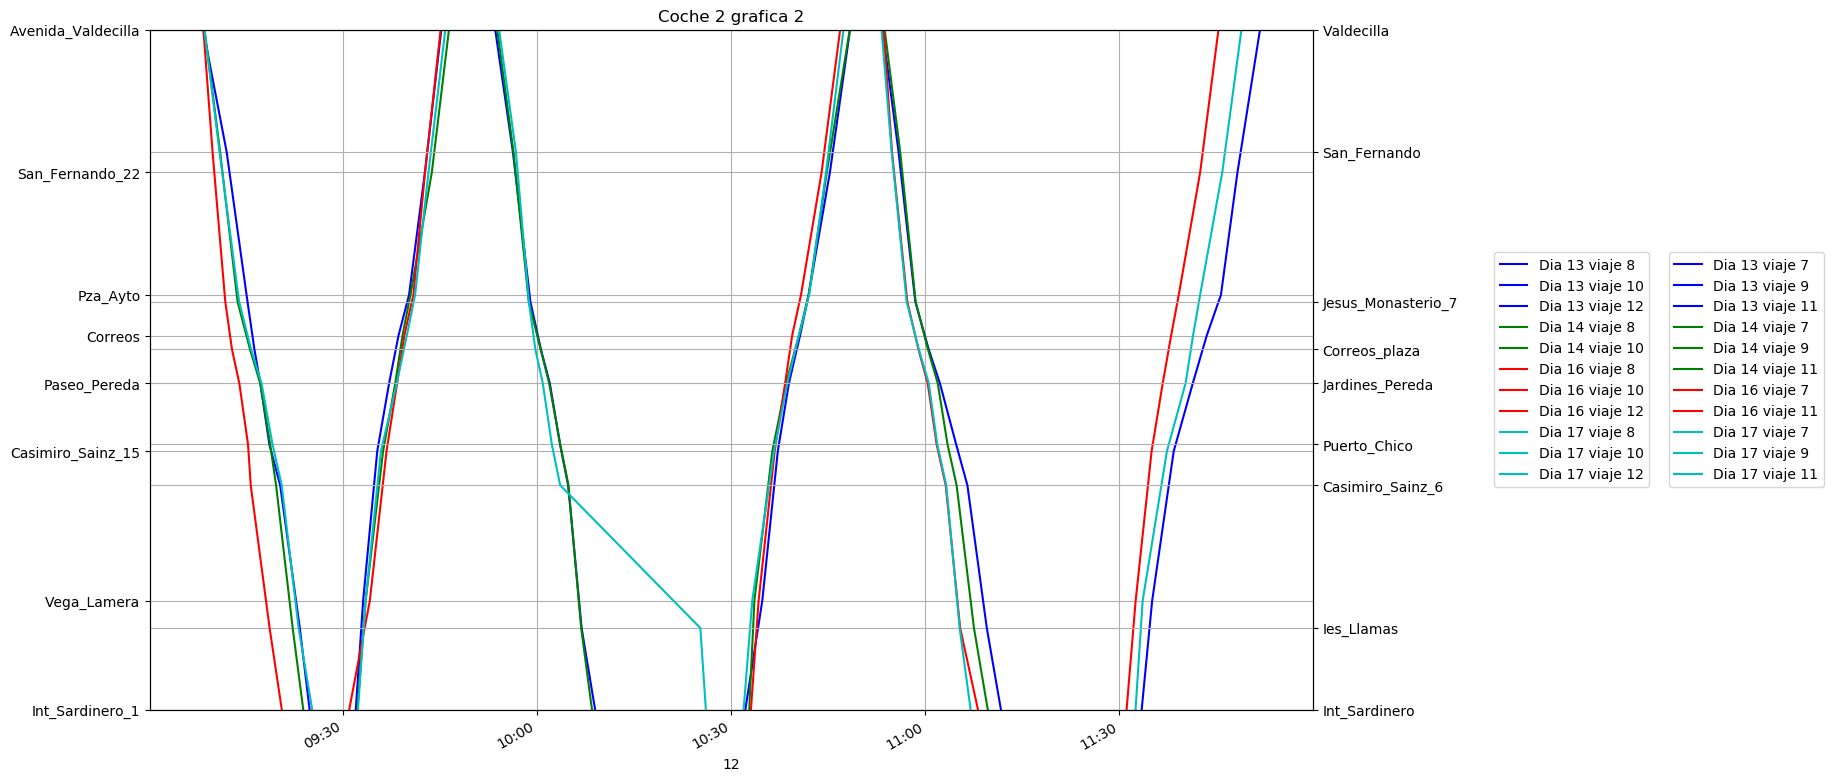 Coche 2 grafica 2
Avenida_Valdecilla
San_Fernando_22
Pza_Ayto
Correos
Paseo_Pereda
Casimiro_Sainz_15
Vega_Lamera
Int_Sardinero_1
Valdecilla
San_Fernando
Jesus_Monasterio_7
Correos_plaza
Jardines_Pereda
Puerto_Chico
Casimiro_Sainz_6
Ies_Llamas
Int_Sardinero
09:30
10:00
10:30
11:00
11:30
12
Dia 13 viaje 8
Dia 13 viaje 10
Dia 13 viaje 12
Dia 14 viaje 8
Dia 14 viaje 10
Dia 16 viaje 8
Dia 16 viaje 10
Dia 16 viaje 12
Dia 17 viaje 8
Dia 17 viaje 10
Dia 17 viaje 12
Dia 13 viaje 7
Dia 13 viaje 9
Dia 13 viaje 11
Dia 14 viaje 7
Dia 14 viaje 9
Dia 14 viaje 11
Dia 16 viaje 7
Dia 16 viaje 11
Dia 17 viaje 7
Dia 17 viaje 9
Dia 17 viaje 11